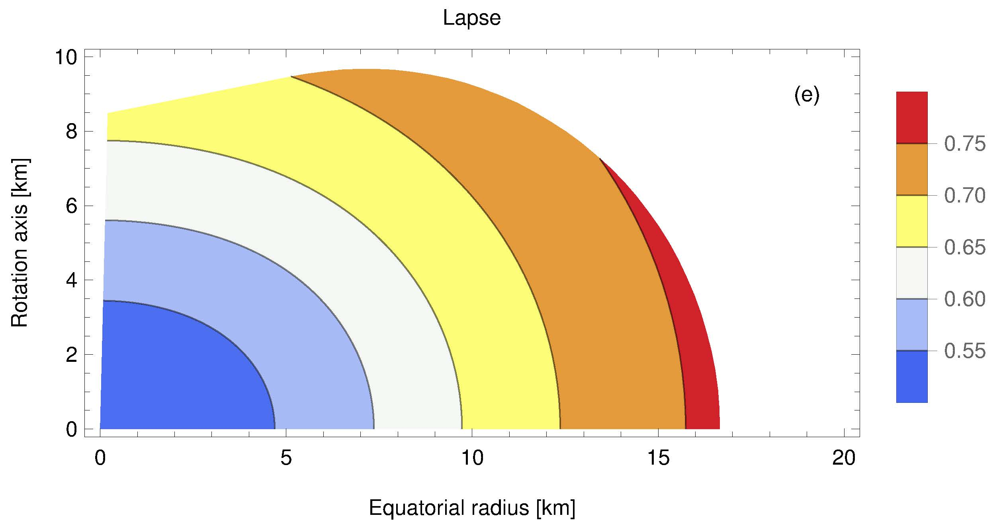 Lapse
10
8
6
4
2
0
Rotation axis [km]
(e)
0.75
0.70
0.65
0.60
0.55
0 5 10 15 20
Equatorial radius [km]